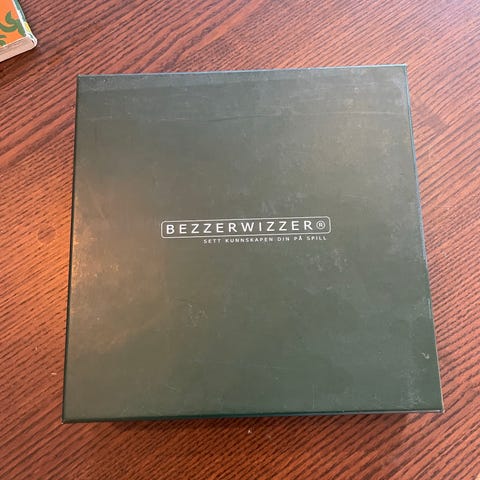 BEZZERWIZZER®
SETT KUNNSKAPEN DIN PÅ SPILL